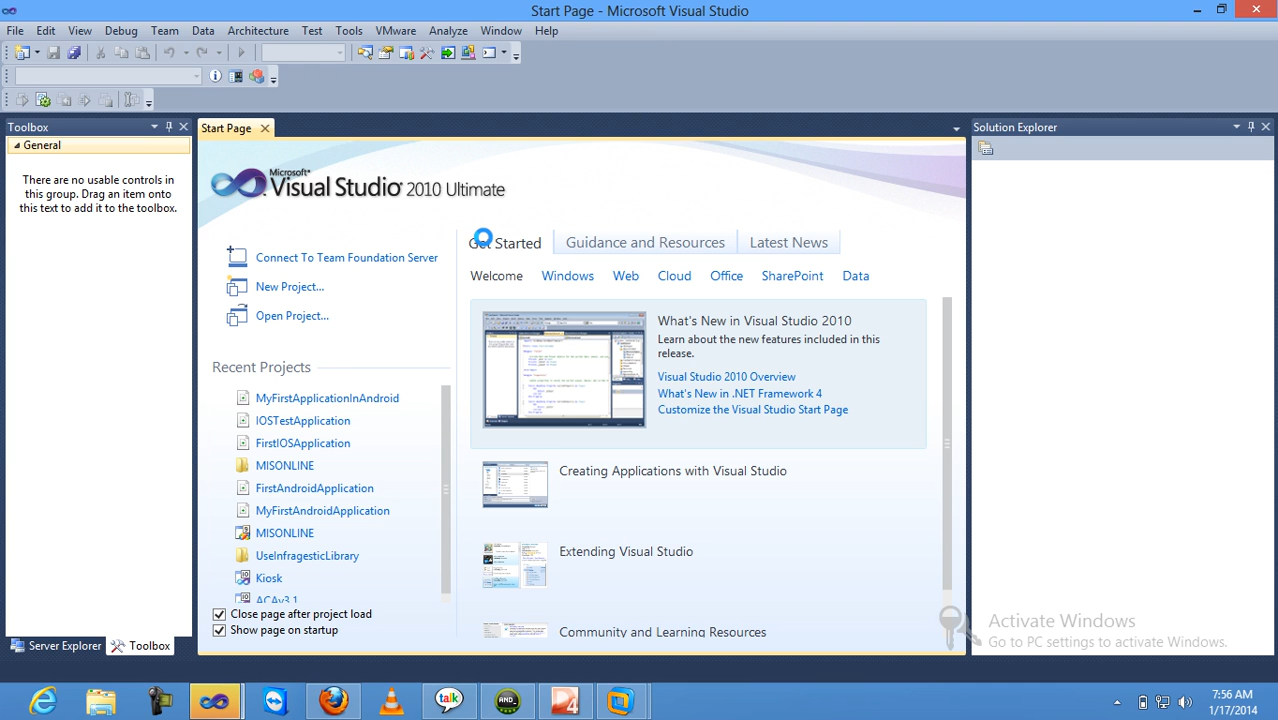 Start Page - Microsoft Visual Studio
File Edit View Debug Team Data Architecture Test Tools VMware Analyze Window Help
Toolbox
Start Page
Solution Explorer
General
There are no usable controls in
this group. Drag an item onto
this text to add it to the toolbox.
Microsoft
Visual Studio 2010 Ultimate
Connect To Team Foundation Server
New Project...
Open Project...
Recent Projects
MyFirstApplicationInAndroid
IOSTestApplication
FirstIOSApplication
MISONLINE
FirstAndroidApplication
MyFirstAndroidApplication
MISONLINE
UseInfragesticLibrary
Kiosk
ACAv3.1
Close page after project load
Show page on startup
Get Started Guidance and Resources Latest News
Welcome Windows Web Cloud Office SharePoint Data
What's New in Visual Studio 2010
Learn about the new features included in this
release.
Visual Studio 2010 Overview
What's New in .NET Framework 4
Customize the Visual Studio Start Page
Creating Applications with Visual Studio
Extending Visual Studio
Community and Learning Resources
Activate Windows
Go to PC settings to activate Windows.
Server Explorer Toolbox
talk
AND_
4
7:56 AM
1/17/2014